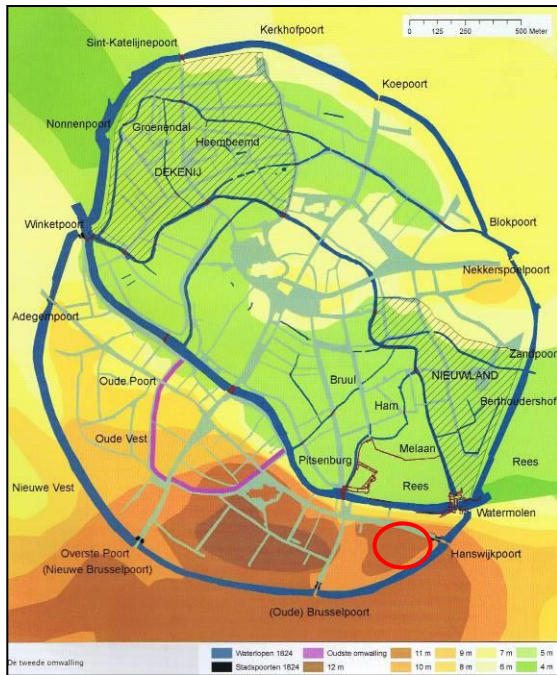 Kerkhofpoort
0 125 250 500 Meter
Sint-Katelijnepoort
Koepoort
Nonnenpoort
Groenendal
Heembeemd
DEKENIJ
Winketpoort
Blokpoort
Nekkerspoelpoort
Adegempoort
Zandpoort
Oude Poort
Bruul
NIEUWLAND
Berthoudershof
Ham
Oude Vest
Melaan
Pitsenburg
Rees
Rees
Nieuwe Vest
Watermolen
Overste Poort
(Nieuwe Brusselpoort)
Hanswijkpoort
(Oude) Brusselpoort
De tweede omwalling
Waterlopen 1824 Oudste omwalling 11 m 9 m 7 m 5 m
Stadspoorten 1824 12 m 10 m 8 m 6 m 4 m